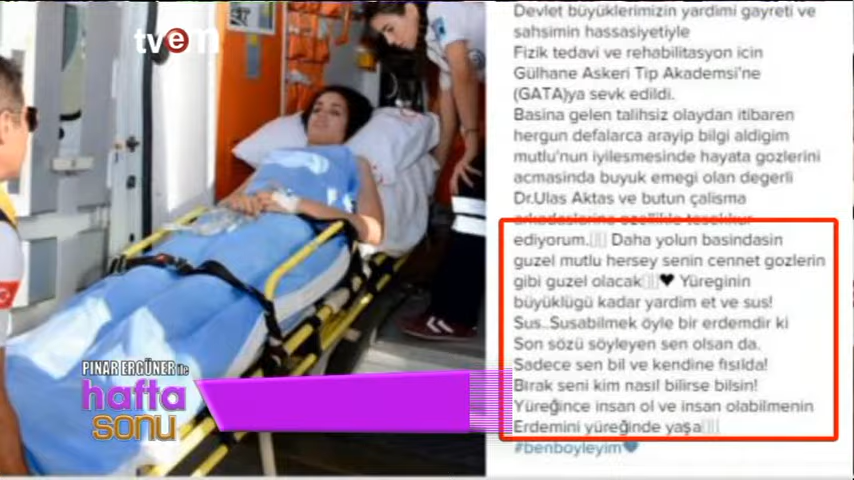 tvem
Devlet büyüklerimizin yardimi gayreti ve
sahsimin hassasiyetiyle
Fizik tedavi ve rehabilitasyon icin
Gülhane Askeri Tip Akademsi'ne
(GATA)ya sevk edildi.
Basina gelen talihsiz olaydan itibaren
hergun defalarca arayip bilgi aldigim
mutlu'nun iyilesmesinde hayata gozlerini
acmasinda buyuk emegi olan degerli
Dr.Ulas Aktas ve butun çalisma
arkadaslarina ozellikle tesekkur
ediyorum. Daha yolun basindasin
guzel mutlu hersey senin cennet gozlerin
gibi guzel olacak ♥ Yüreginin
büyüklügü kadar yardim et ve sus!
Sus..Susabilmek öyle bir erdemdir ki
Son sözü söyleyen sen olsan da.
Sadece sen bil ve kendine fısılda!
Bırak seni kim nasıl bilirse bilsin!
Yüreğince insan ol ve insan olabilmenin
Erdemini yüreğinde yaşa
#benboyleyim♥
PINAR ERGÜNER ile
hafta
sonu